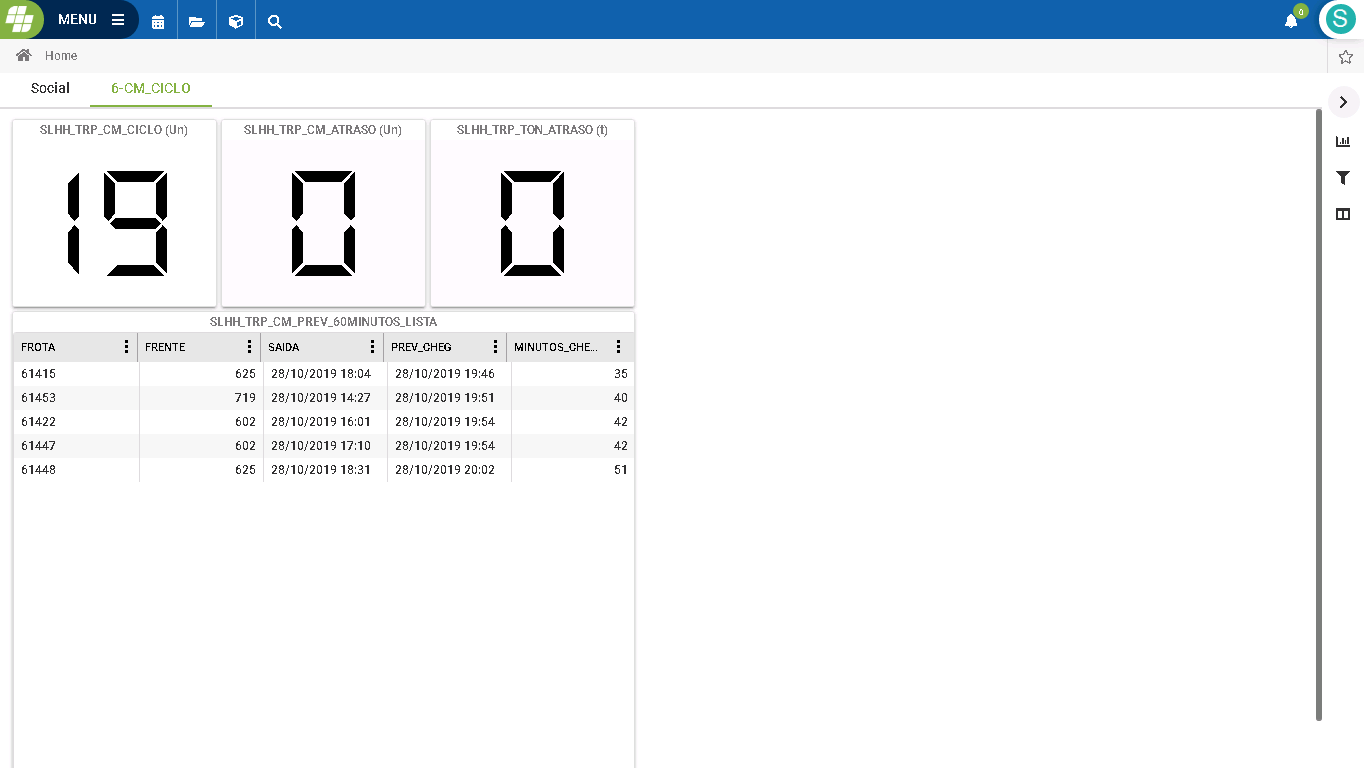 MENU
0
S
Home
Social 6-CM_CICLO
SLHH_TRP_CM_CICLO (Un) SLHH_TRP_CM_ATRASO (Un) SLHH_TRP_TON_ATRASO (t)
19 0 0
SLHH_TRP_CM_PREV_60MINUTOS_LISTA
FROTA FRENTE SAIDA PREV_CHEG MINUTOS_CHE...
61415 625 28/10/2019 18:04 28/10/2019 19:46 35
61453 719 28/10/2019 14:27 28/10/2019 19:51 40
61422 602 28/10/2019 16:01 28/10/2019 19:54 42
61447 602 28/10/2019 17:10 28/10/2019 19:54 42
61448 625 28/10/2019 18:31 28/10/2019 20:02 51